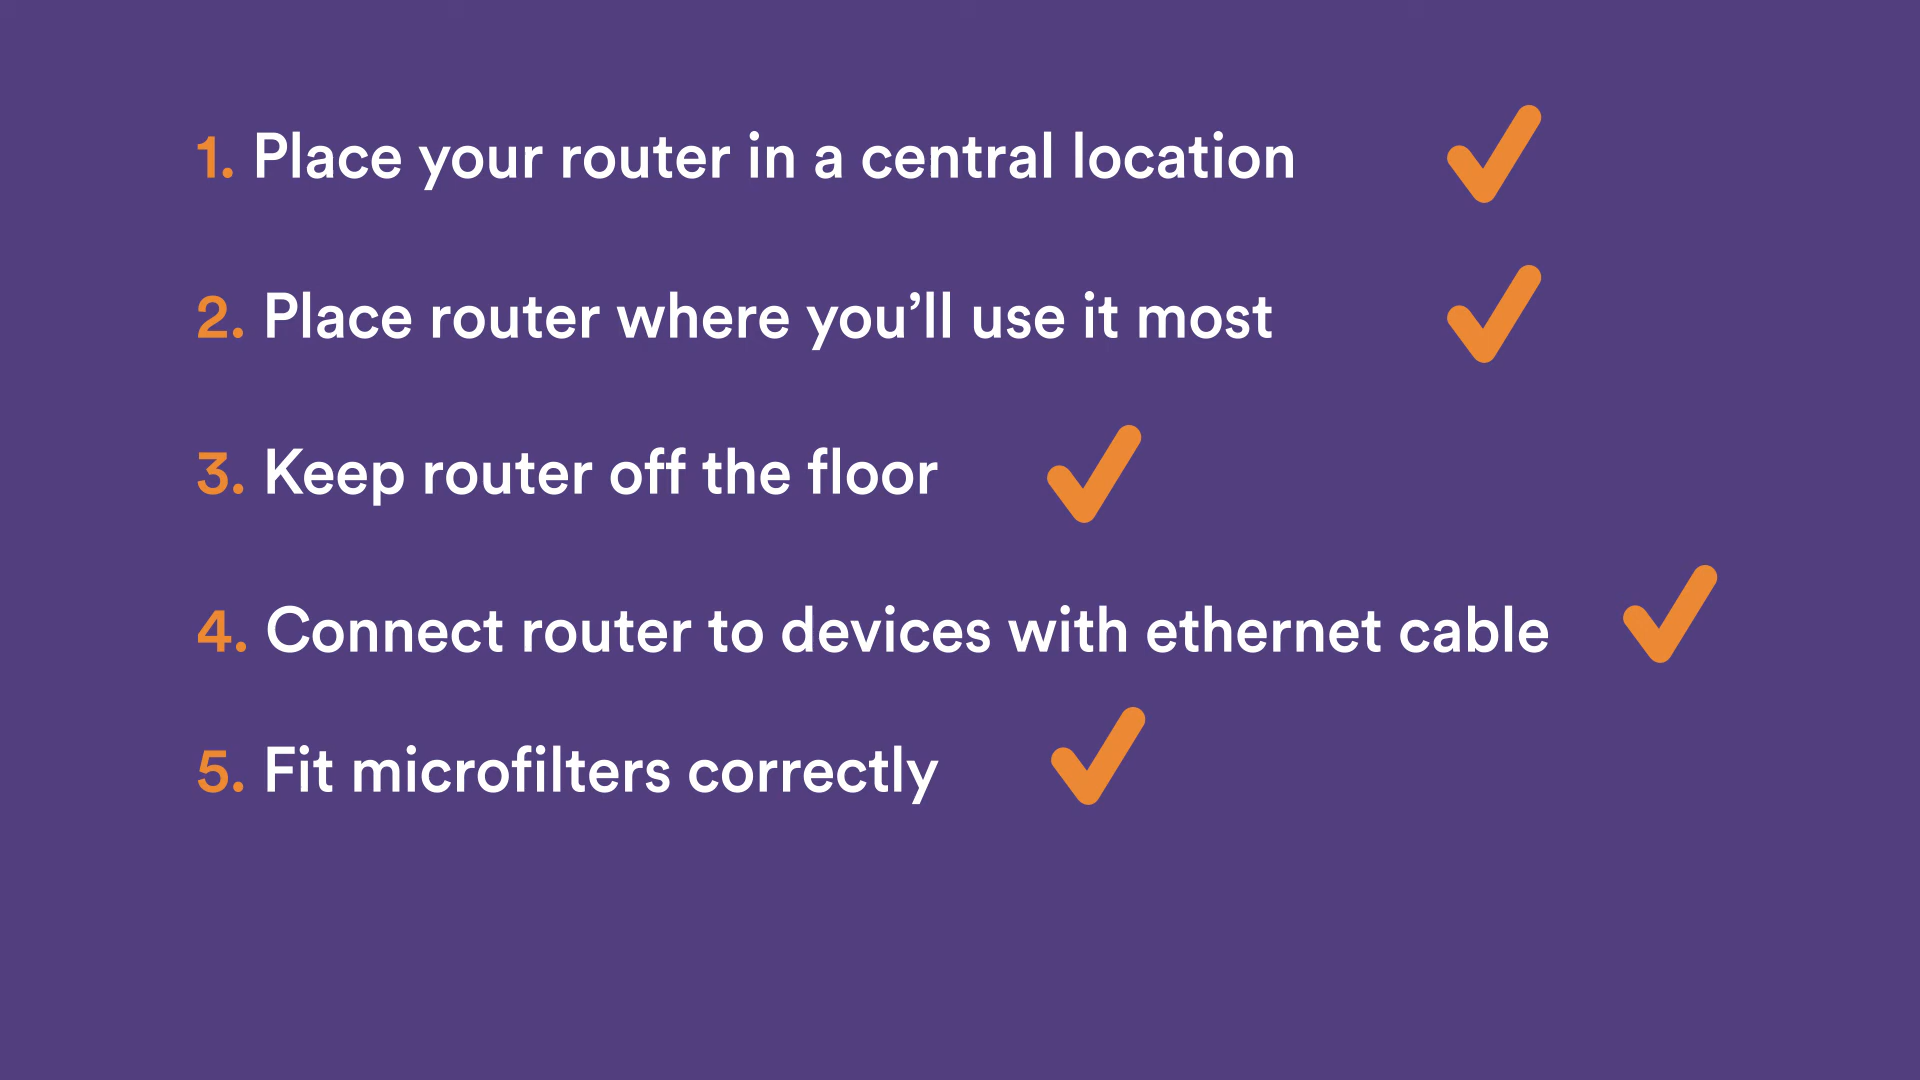 1. Place your router in a central location
2. Place router where you’ll use it most
3. Keep router off the floor
4. Connect router to devices with ethernet cable
5. Fit microfilters correctly